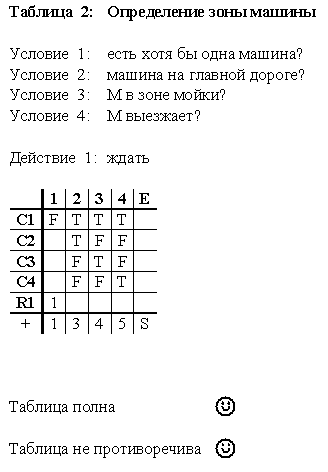 Таблица 2: Определение зоны машины
Условие 1: есть хотя бы одна машина?
Условие 2: машина на главной дороге?
Условие 3: М в зоне мойки?
Условие 4: М выезжает?
Действие 1: ждать
1 2 3 4 E
C1 F T T T
C2 T F F
C3 F T F
C4 F F T
R1 1
+ 1 3 4 5 S
Таблица полна
Таблица не противоречива